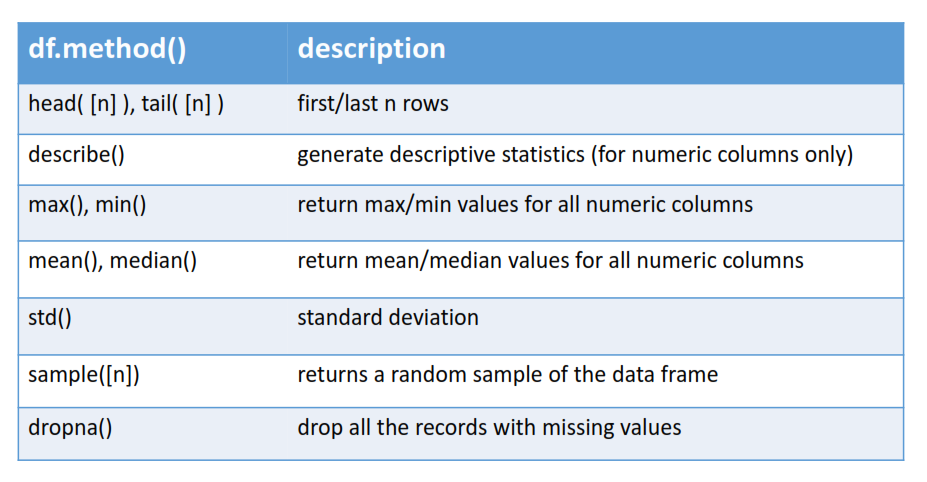 df.method() description
head( [n] ), tail( [n] ) first/last n rows
describe() generate descriptive statistics (for numeric columns only)
max(), min() return max/min values for all numeric columns
mean(), median() return mean/median values for all numeric columns
std() standard deviation
sample([n]) returns a random sample of the data frame
dropna() drop all the records with missing values